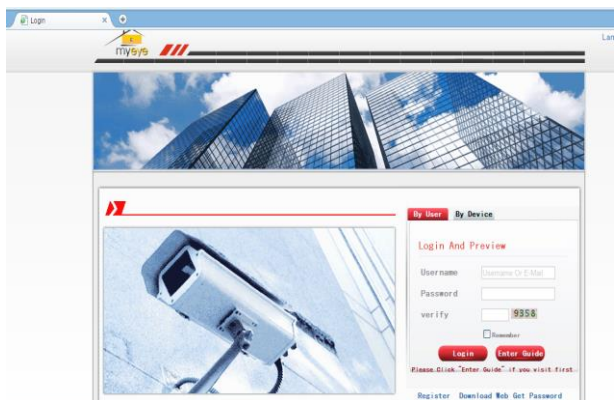 Login
Lan
myeye
By User By Device
Login And Preview
Username Username Or E-Mail
Password
verify 9358
Remember
Login Enter Guide
Please Click "Enter Guide" if you visit first
Register Download Web Get Password